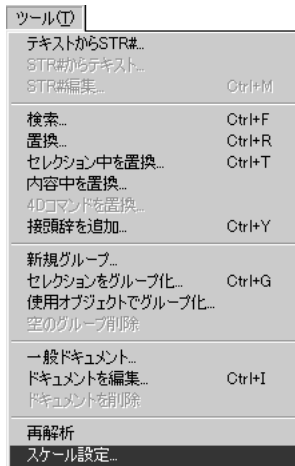 ツール(T)
テキストからSTR#...
STR#からテキスト...
STR#編集... Ctrl+M
検索... Ctrl+F
置換... Ctrl+R
セレクション中を置換... Ctrl+T
内容中を置換...
4Dコマンドを置換...
接頭辞を追加... Ctrl+Y
新規グループ...
セレクションをグループ化... Ctrl+G
使用オブジェクトでグループ化...
空のグループ削除
一般ドキュメント...
ドキュメントを編集... Ctrl+I
ドキュメントを削除
再解析
スケール設定...